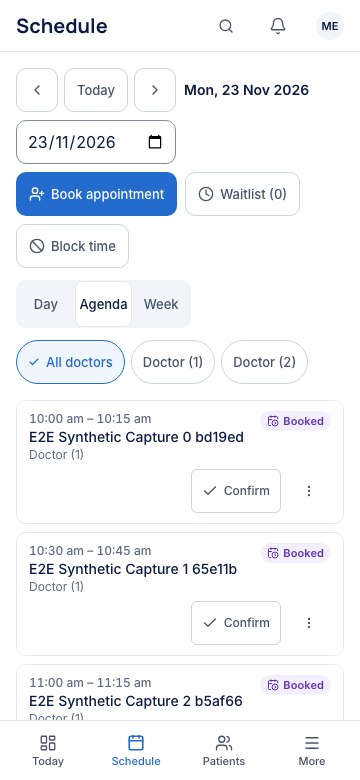 Schedule
ME
Today
Mon, 23 Nov 2026
23/11/2026
Book appointment
Waitlist (0)
Block time
Day
Agenda
Week
All doctors
Doctor (1)
Doctor (2)
10:00 am – 10:15 am
Booked
E2E Synthetic Capture 0 bd19ed
Doctor (1)
Confirm
10:30 am – 10:45 am
Booked
E2E Synthetic Capture 1 65e11b
Doctor (1)
Confirm
11:00 am – 11:15 am
Booked
E2E Synthetic Capture 2 b5af66
Doctor (1)
Today
Schedule
Patients
More